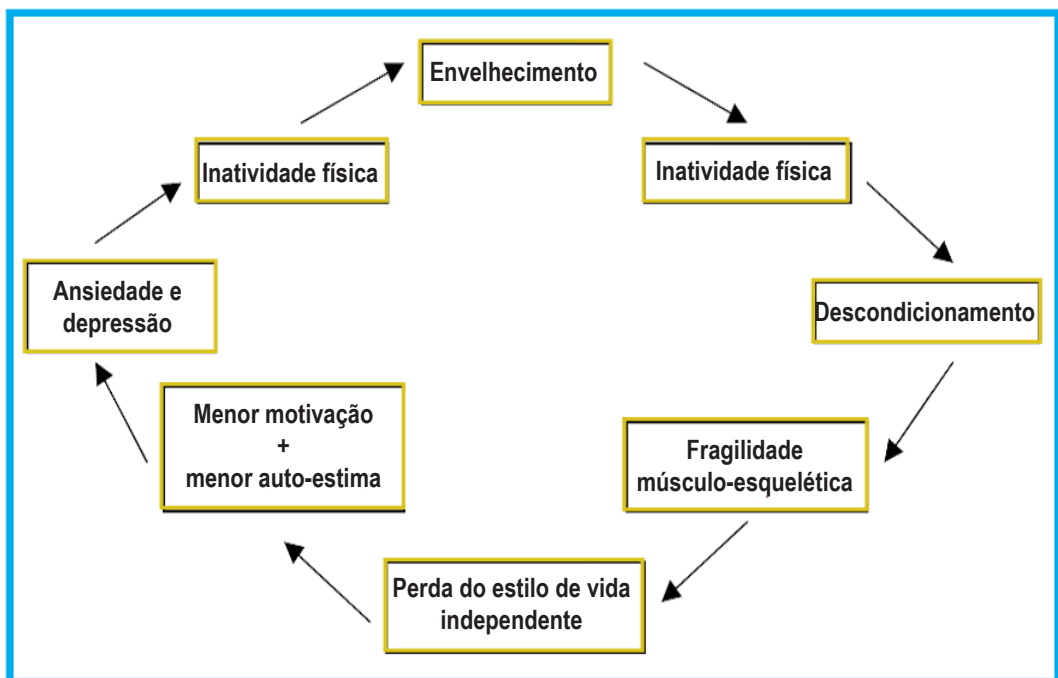 Envelhecimento
Inatividade física
Inatividade física
Ansiedade e
depressão
Descondicionamento
Menor motivação
+
menor auto-estima
Fragilidade
músculo-esquelética
Perda do estilo de vida
independente